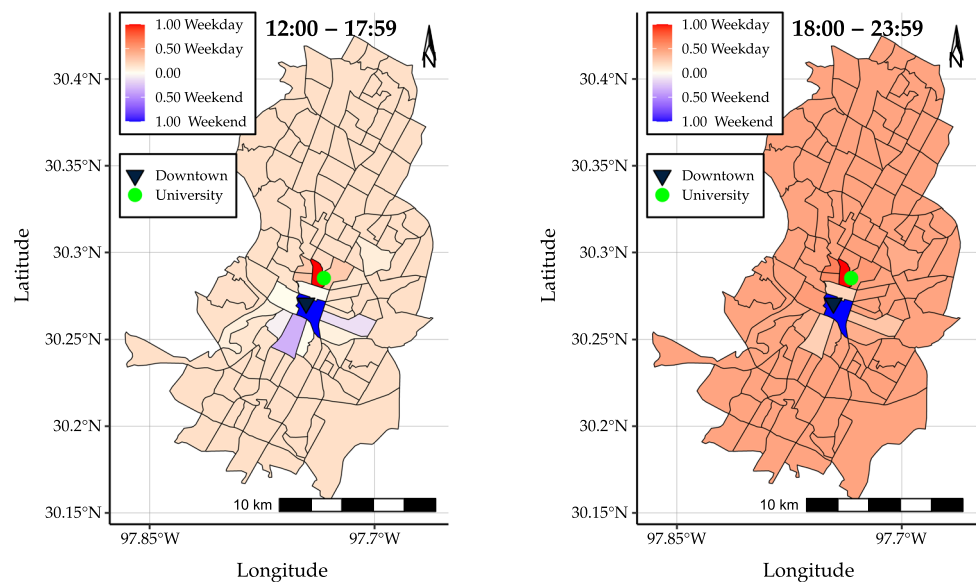 12:00 − 17:59
1.00 Weekday
0.50 Weekday
0.00
0.50 Weekend
1.00 Weekend
Downtown
University
30.4°N
30.35°N
30.3°N
30.25°N
30.2°N
30.15°N
Latitude
10 km
97.85°W
97.7°W
Longitude
18:00 − 23:59
1.00 Weekday
0.50 Weekday
0.00
0.50 Weekend
1.00 Weekend
Downtown
University
30.4°N
30.35°N
30.3°N
30.25°N
30.2°N
30.15°N
Latitude
10 km
97.85°W
97.7°W
Longitude